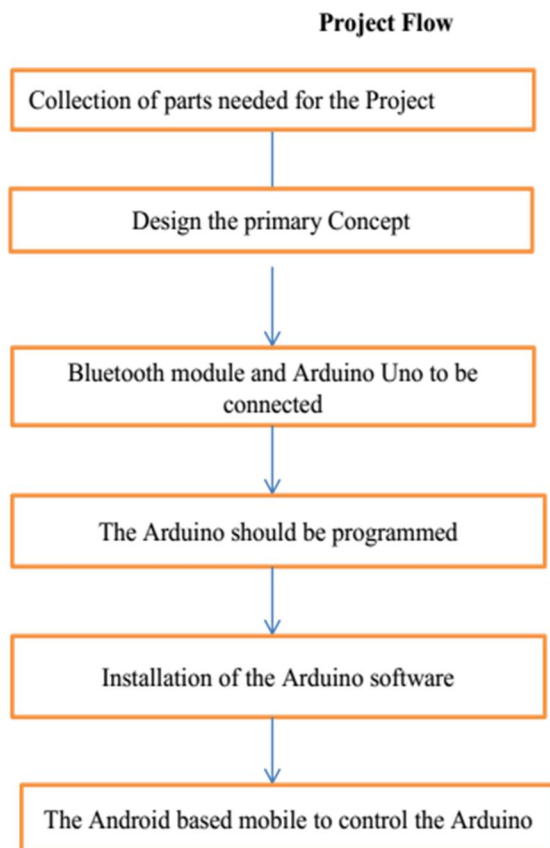 Project Flow
Collection of parts needed for the Project
Design the primary Concept
Bluetooth module and Arduino Uno to be
connected
The Arduino should be programmed
Installation of the Arduino software
The Android based mobile to control the Arduino